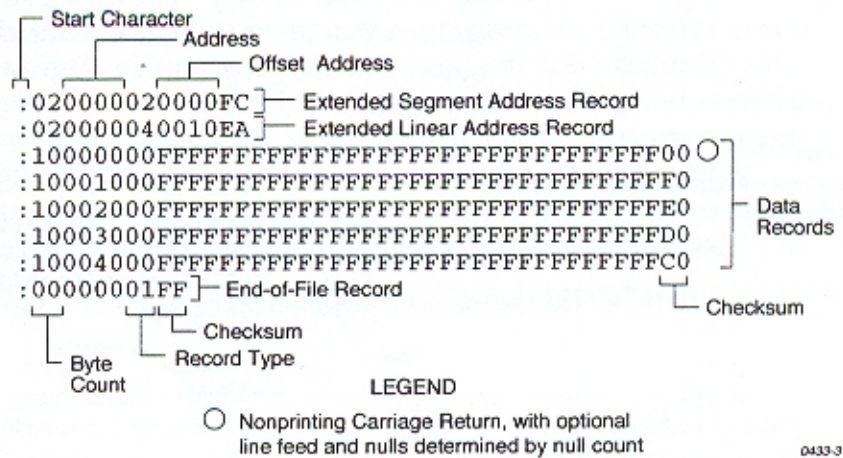 Start Character
Address
Offset Address
:020000020000FC Extended Segment Address Record
:020000040010EA Extended Linear Address Record
:10000000FFFFFFFFFFFFFFFFFFFFFFFFFFFFFFFF00
:10001000FFFFFFFFFFFFFFFFFFFFFFFFFFFFFFFFF0
:10002000FFFFFFFFFFFFFFFFFFFFFFFFFFFFFFFFE0
:10003000FFFFFFFFFFFFFFFFFFFFFFFFFFFFFFFFD0
:10004000FFFFFFFFFFFFFFFFFFFFFFFFFFFFFFFFC0
Data
Records
:00000001FF End-of-File Record
Checksum
Checksum
Record Type
Byte
Count
LEGEND
Nonprinting Carriage Return, with optional
line feed and nulls determined by null count
0433-3